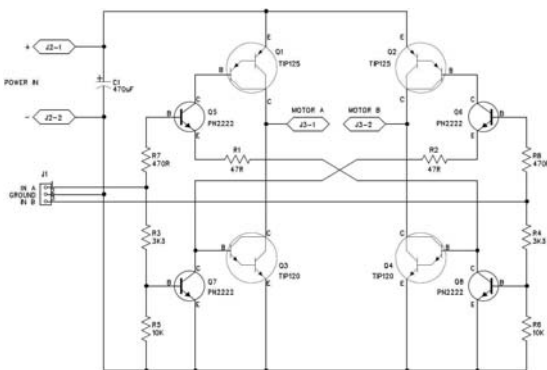 + J2-1
POWER IN
- J2-2
+
C1
470uF
E
Q1
TIP125
B
C
E
Q2
TIP125
B
C
C
B
Q5
PN2222
E
MOTOR A
J3-1
MOTOR B
J3-2
C
B
Q6
PN2222
E
R7
470R
R1
47R
R2
47R
R8
470R
J1
IN A
GROUND
IN B
R3
3K3
R4
3K3
C
B
Q3
TIP120
E
C
B
Q4
TIP120
E
C
B
Q7
PN2222
E
C
B
Q8
PN2222
E
R5
10K
R6
10K